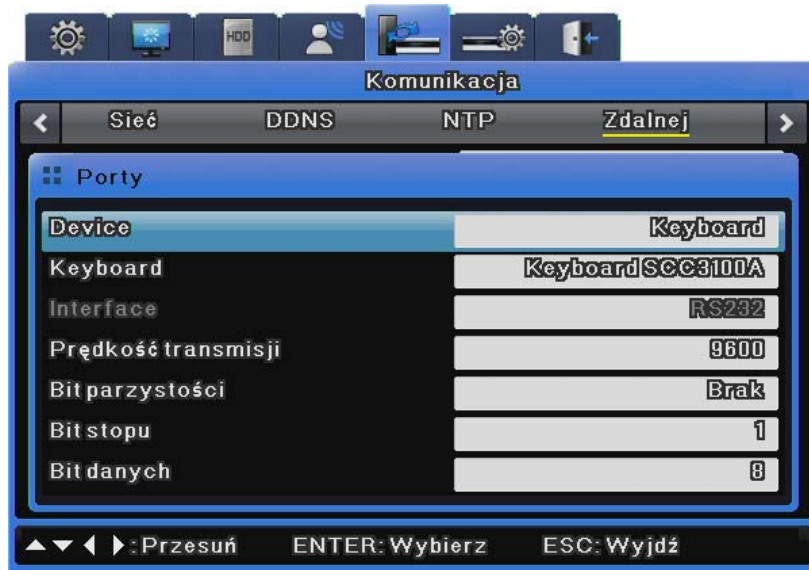 HDD
Komunikacja
Sieć DDNS NTP Zdalnej
Porty
Device Keyboard
Keyboard Keyboard SCC3100A
Interface RS232
Prędkość transmisji 9600
Bit parzystości Brak
Bit stopu 1
Bit danych 8
:Przesuń ENTER:Wybierz ESC:Wyjdź